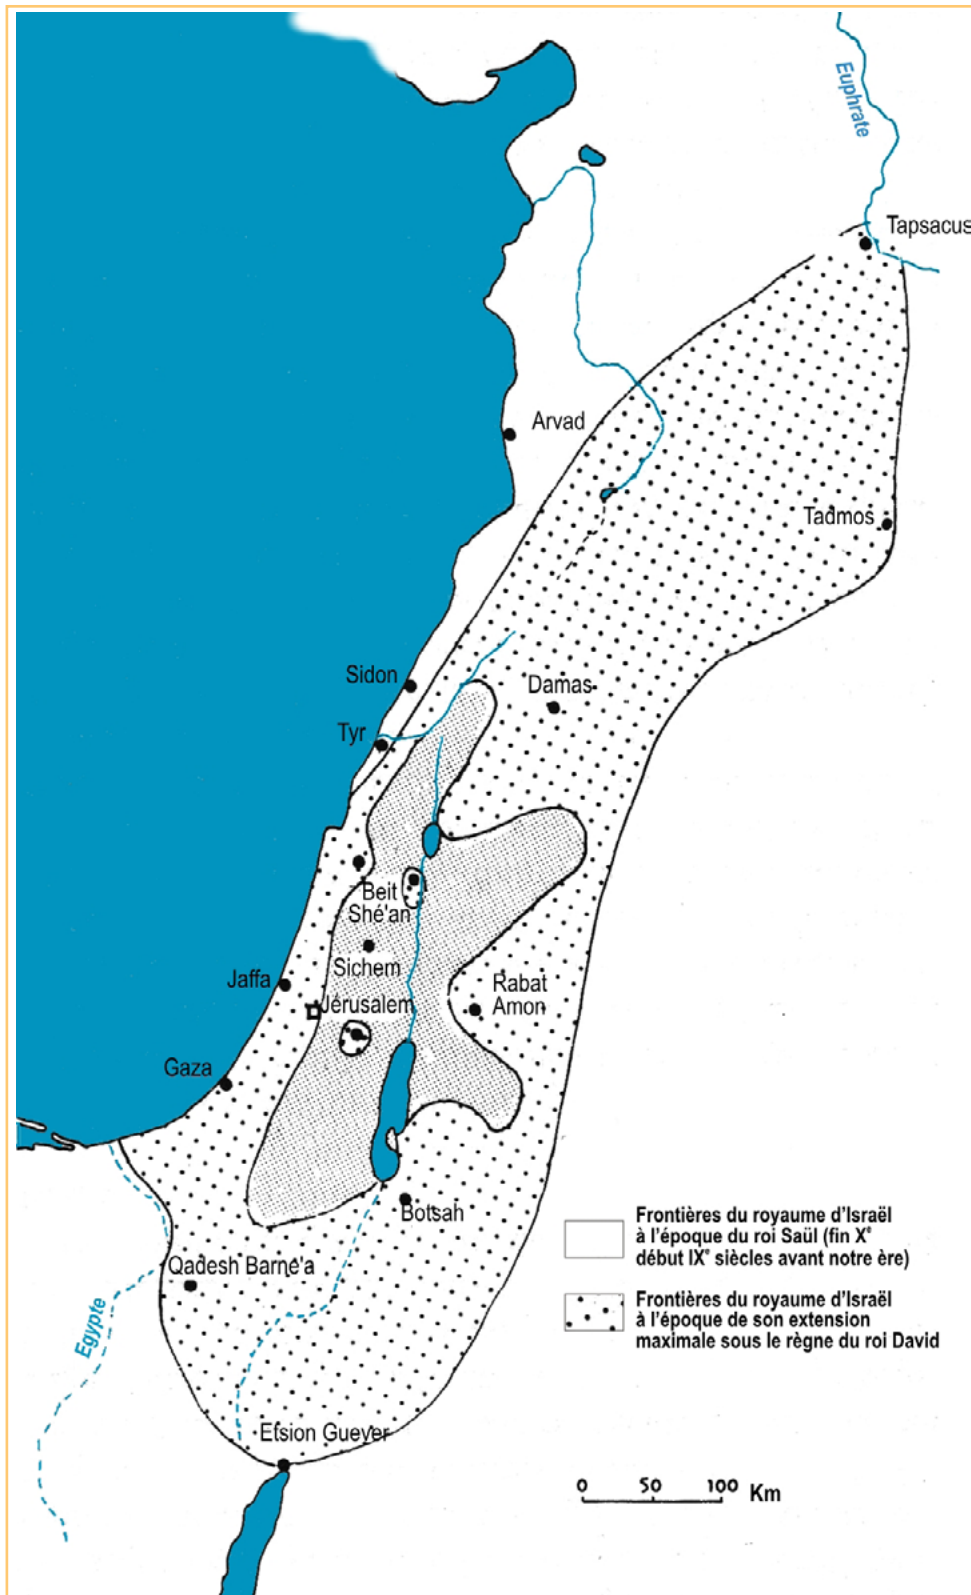 Euphrate
Tapsacus
Arvad
Tadmos
Sidon
Damas
Tyr
Beit
Shé'an
Sichem
Jaffa
Jérusalem
Rabat
Amon
Gaza
Botsah
Qadesh Barné'a
Egypte
Etsion Guever
Frontières du royaume d'Israël
à l'époque du roi Saül (fin Xe
début IXe siècles avant notre ère)
Frontières du royaume d'Israël
à l'époque de son extension
maximale sous le règne du roi David
0 50 100 Km